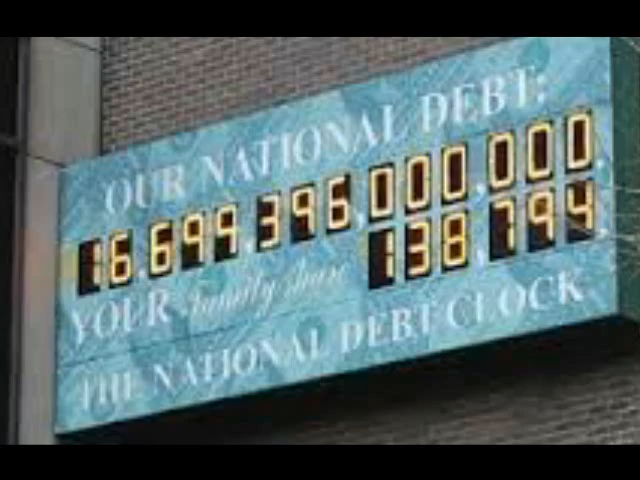 OUR NATIONAL DEBT:
16,699,396,000,000.
YOUR family share 138,794.
THE NATIONAL DEBT CLOCK